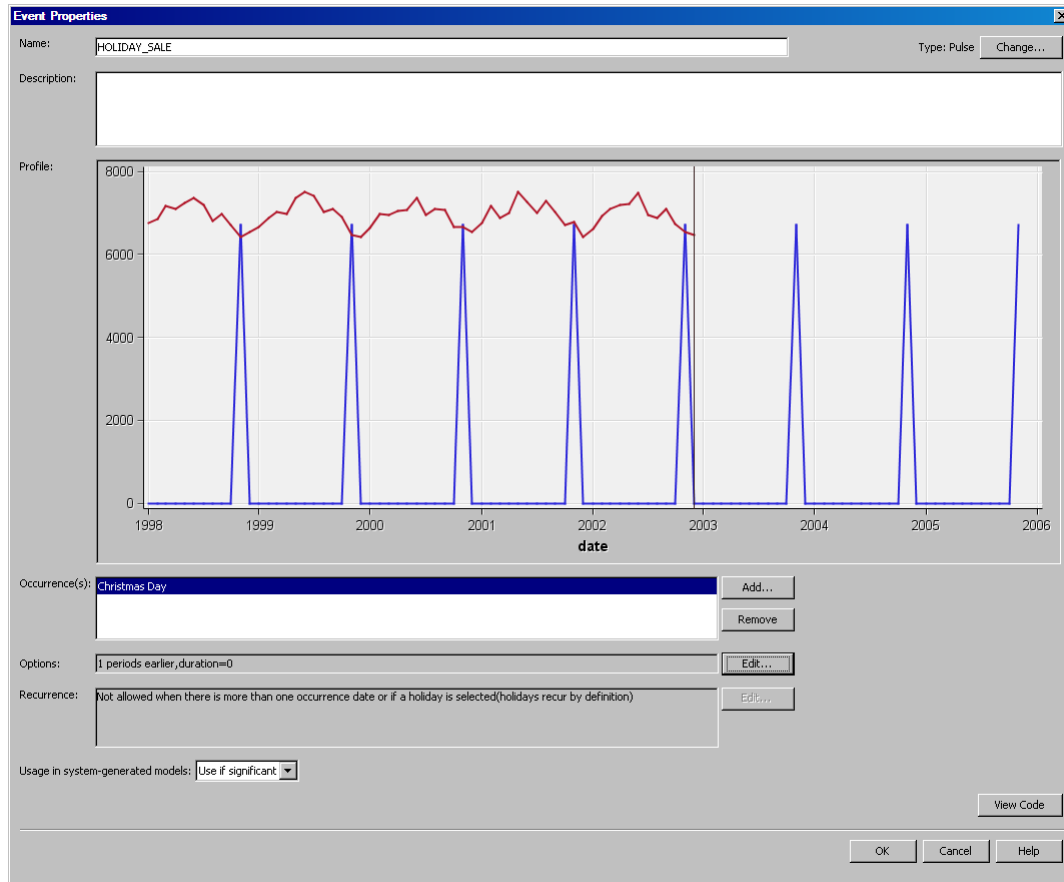 Event Properties
Name:
HOLIDAY_SALE
Type: Pulse
Change...
Description:
Profile:
8000
6000
4000
2000
0
1998
1999
2000
2001
2002
2003
2004
2005
2006
date
Occurrence(s):
Christmas Day
Add...
Remove
Options:
1 periods earlier,duration=0
Edit...
Recurrence:
Not allowed when there is more than one occurrence date or if a holiday is selected(holidays recur by definition)
Edit...
Usage in system-generated models:
Use if significant
View Code
OK
Cancel
Help